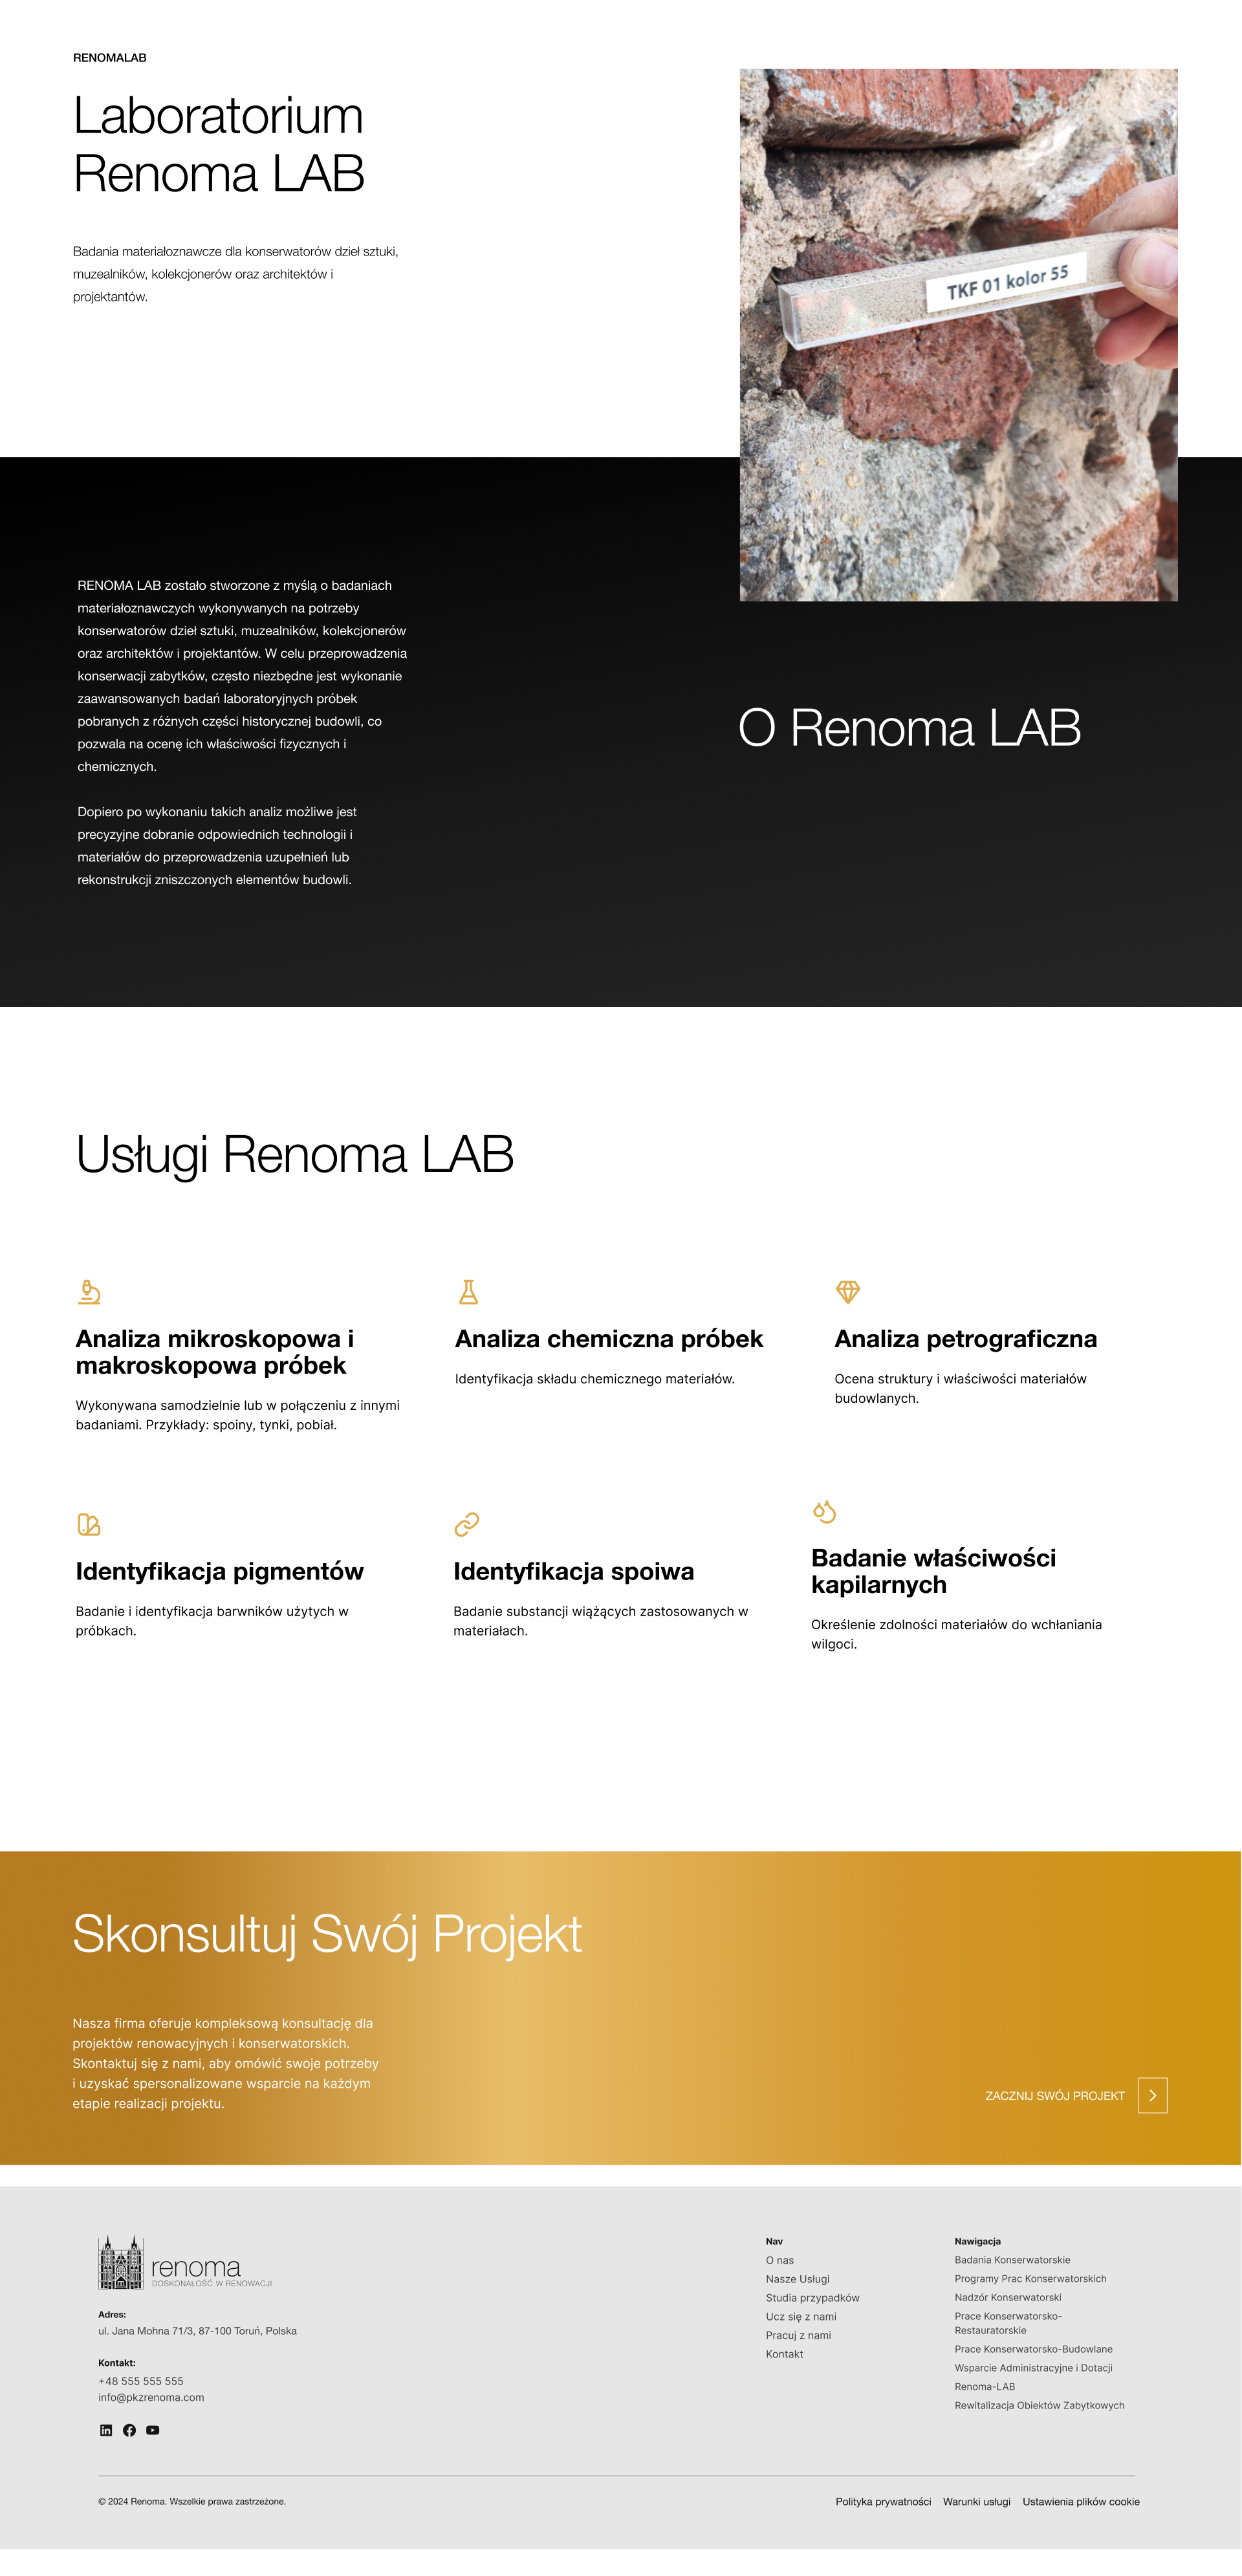 RENOMALAB
Laboratorium
Renoma LAB
Badania materiałoznawcze dla konserwatorów dzieł sztuki,
muzealników, kolekcjonerów oraz architektów i
projektantów.
TKF 01 kolor 55
RENOMA LAB zostało stworzone z myślą o badaniach
materiałoznawczych wykonywanych na potrzeby
konserwatorów dzieł sztuki, muzealników, kolekcjonerów
oraz architektów i projektantów. W celu przeprowadzenia
konserwacji zabytków, często niezbędne jest wykonanie
zaawansowanych badań laboratoryjnych próbek
pobranych z różnych części historycznej budowli, co
pozwala na ocenę ich właściwości fizycznych i
chemicznych.
Dopiero po wykonaniu takich analiz możliwe jest
precyzyjne dobranie odpowiednich technologii i
materiałów do przeprowadzenia uzupełnień lub
rekonstrukcji zniszczonych elementów budowli.
O Renoma LAB
Usługi Renoma LAB
Analiza mikroskopowa i
makroskopowa próbek
Wykonywana samodzielnie lub w połączeniu z innymi
badaniami. Przykłady: spoiny, tynki, pobiał.
Analiza chemiczna próbek
Identyfikacja składu chemicznego materiałów.
Analiza petrograficzna
Ocena struktury i właściwości materiałów
budowlanych.
Identyfikacja pigmentów
Badanie i identyfikacja barwników użytych w
próbkach.
Identyfikacja spoiwa
Badanie substancji wiążących zastosowanych w
materiałach.
Badanie właściwości
kapilarnych
Określenie zdolności materiałów do wchłaniania
wilgoci.
Skonsultuj Swój Projekt
Nasza firma oferuje kompleksową konsultację dla
projektów renowacyjnych i konserwatorskich.
Skontaktuj się z nami, aby omówić swoje potrzeby
i uzyskać spersonalizowane wsparcie na każdym
etapie realizacji projektu.
ZACZNIJ SWÓJ PROJEKT
renoma
DOSKONAŁOŚĆ W RENOWACJI
Adres:
ul. Jana Mohna 71/3, 87-100 Toruń, Polska
Kontakt:
+48 555 555 555
info@pkzrenoma.com
Nav
O nas
Nasze Usługi
Studia przypadków
Ucz się z nami
Pracuj z nami
Kontakt
Nawigacja
Badania Konserwatorskie
Programy Prac Konserwatorskich
Nadzór Konserwatorski
Prace Konserwatorsko-
Restauratorskie
Prace Konserwatorsko-Budowlane
Wsparcie Administracyjne i Dotacji
Renoma-LAB
Rewitalizacja Obiektów Zabytkowych
© 2024 Renoma. Wszelkie prawa zastrzeżone.
Polityka prywatności
Warunki usługi
Ustawienia plików cookie